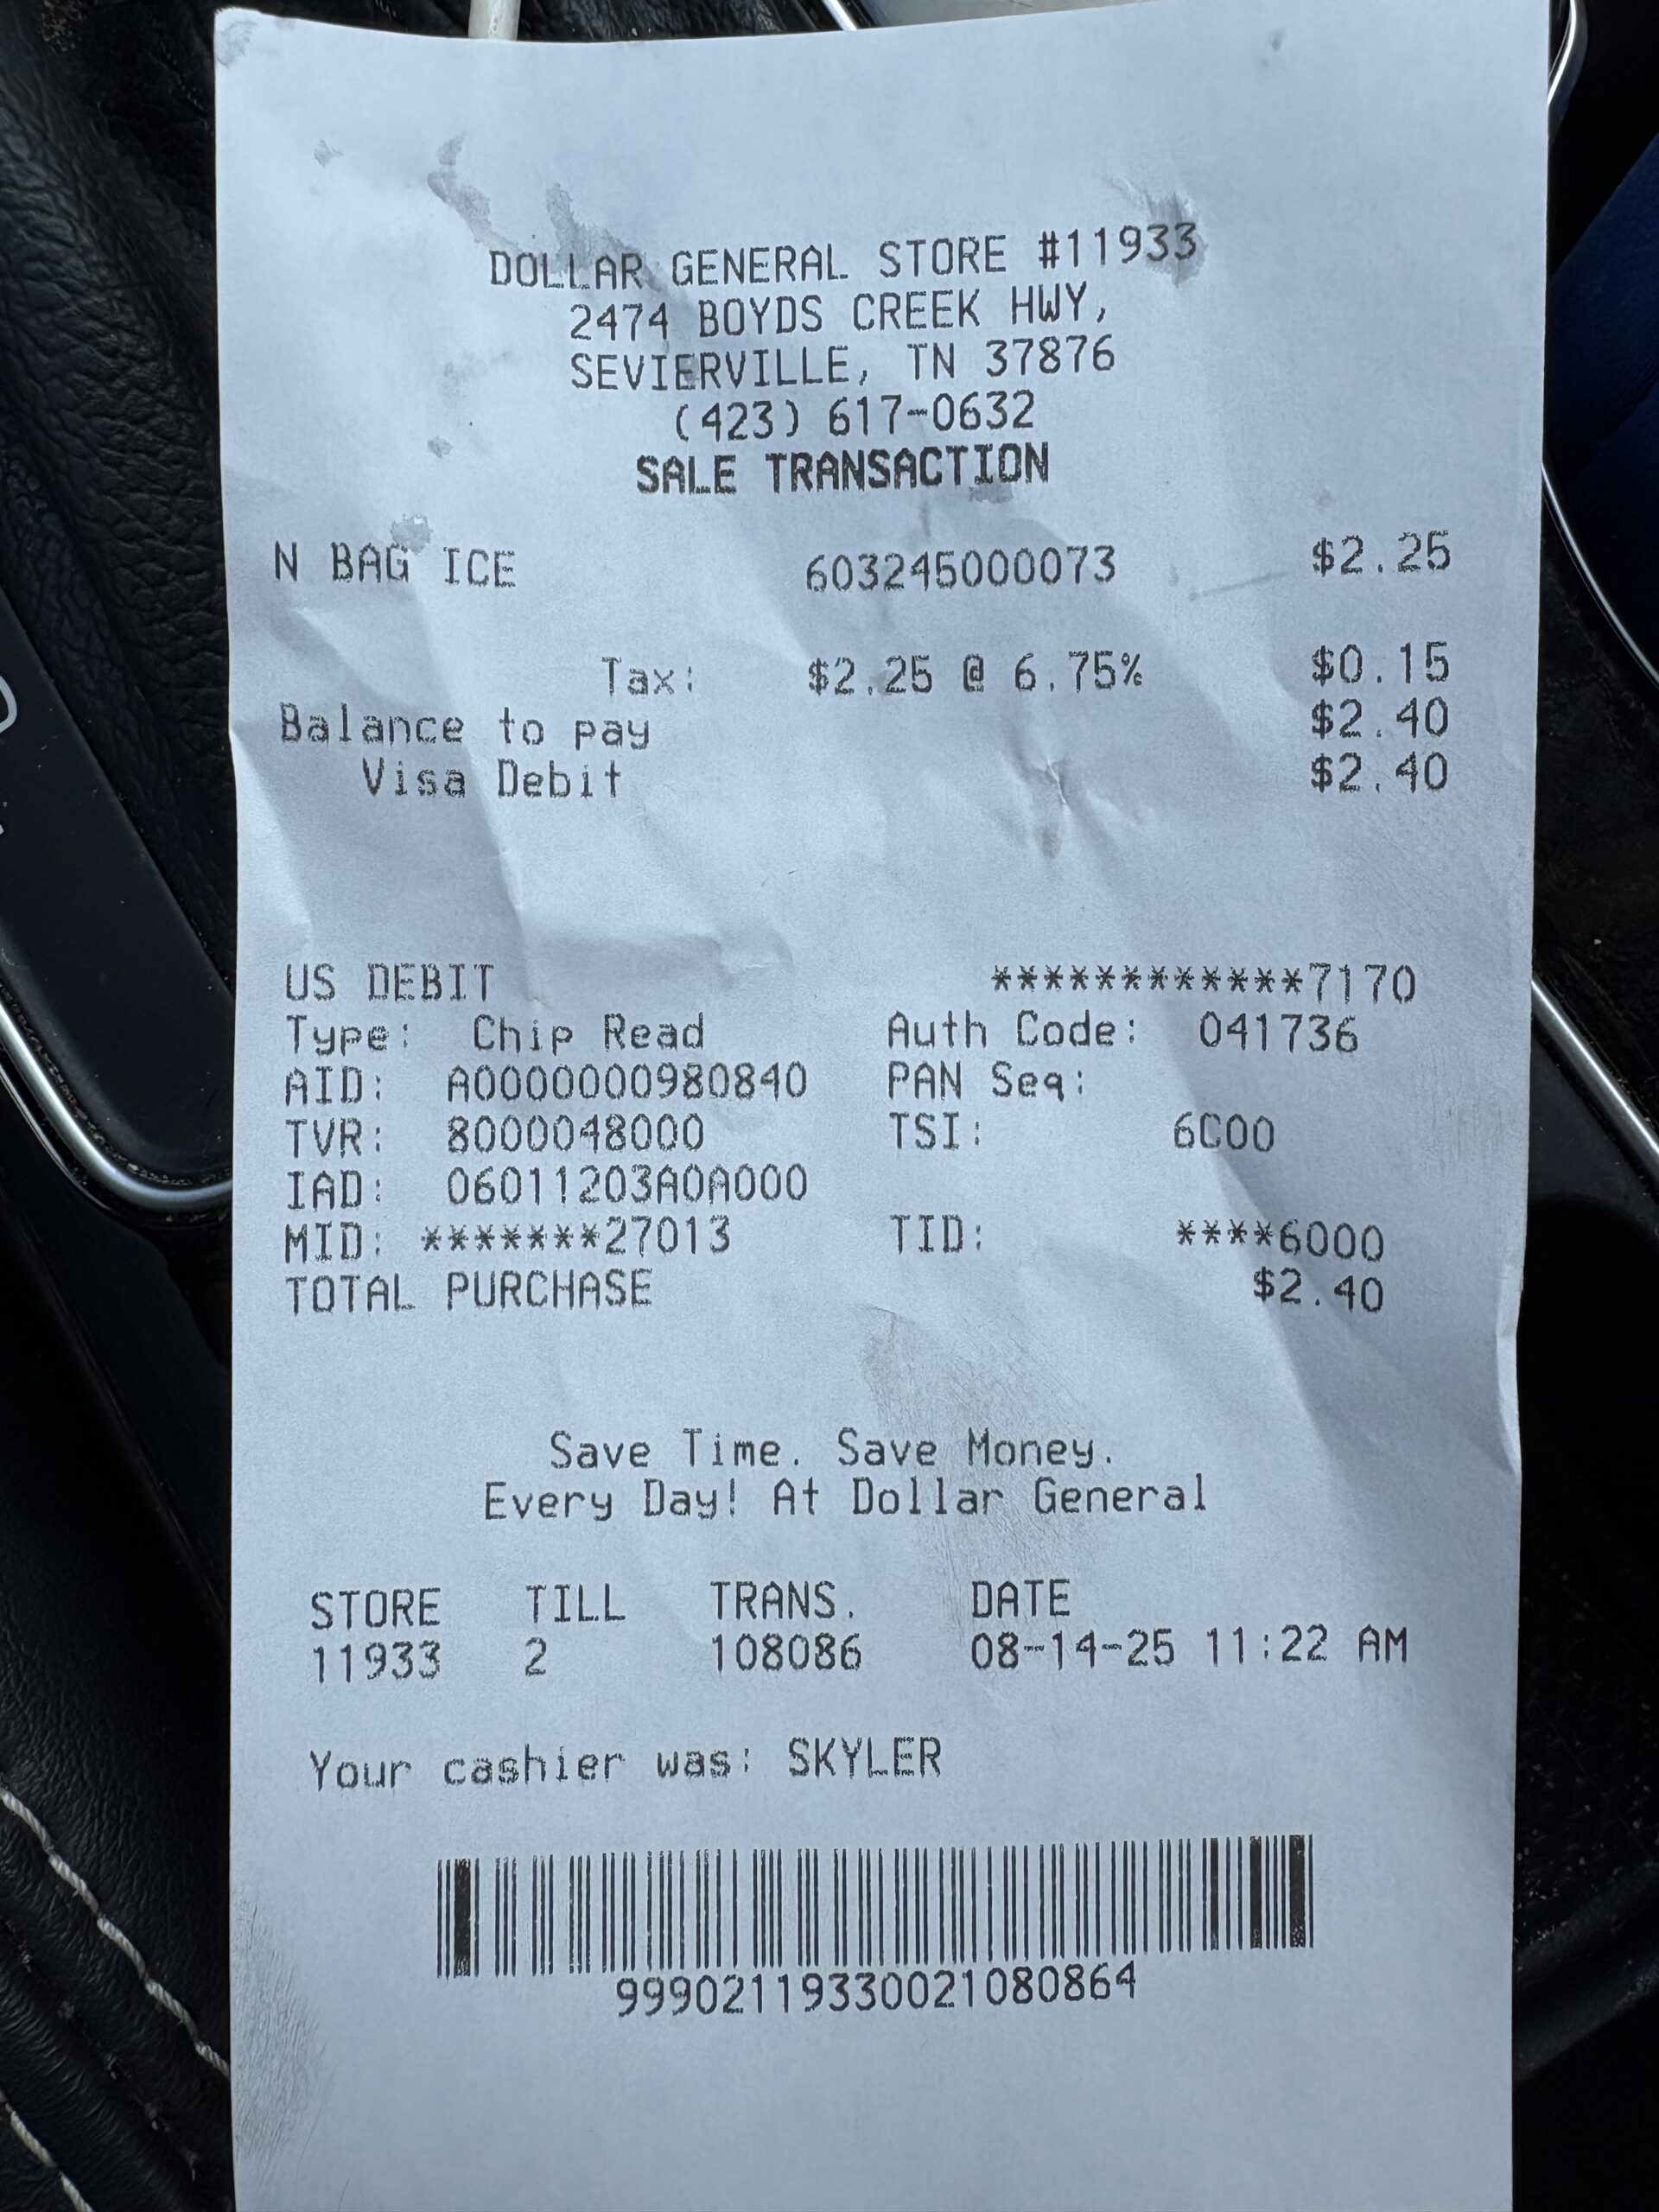 DOLLAR GENERAL STORE #11933
2474 BOYDS CREEK HWY,
SEVIERVILLE, TN 37876
(423) 617-0632
SALE TRANSACTION
N BAG ICE 603245000073 $2.25
Tax: $2.25 @ 6.75% $0.15
Balance to pay $2.40
Visa Debit $2.40
US DEBIT ************7170
Type: Chip Read Auth Code: 041736
AID: A0000000980840 PAN Seq:
TVR: 8000048000 TSI: 6C00
IAD: 06011203A0A000
MID: *******27013 TID: ****6000
TOTAL PURCHASE $2.40
Save Time. Save Money.
Every Day! At Dollar General
STORE TILL TRANS. DATE
11933 2 108086 08-14-25 11:22 AM
Your cashier was: SKYLER
99902119330021080864